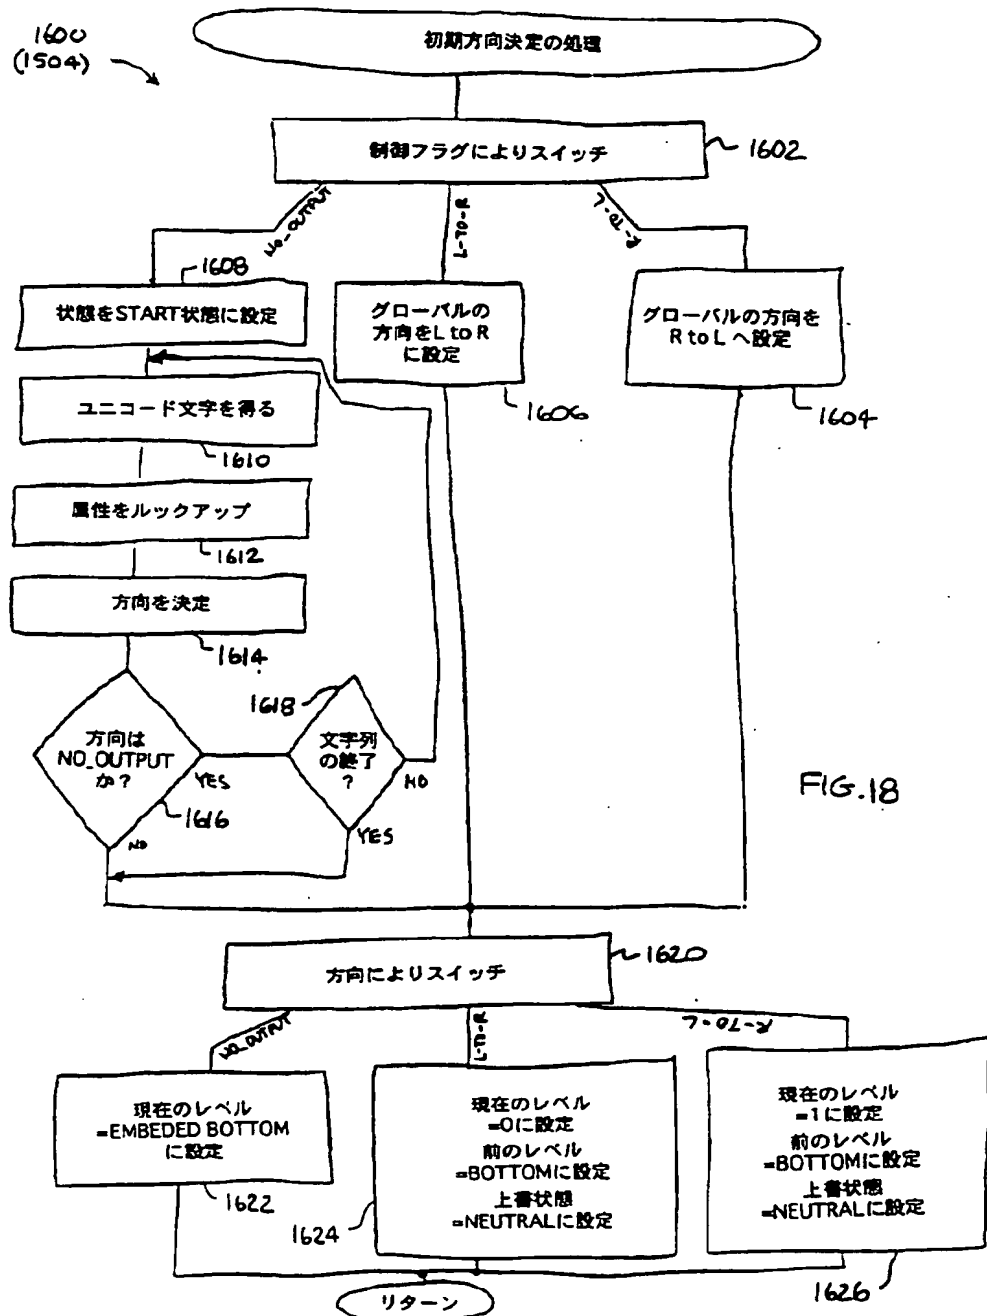 1600
(1504)
初期方向決定の処理
制御フラグによりスイッチ
1602
NO_OUTPUT
L-TO-R
R-TO-L
1608
状態をSTART状態に設定
グローバルの
方向をL to R
に設定
1606
グローバルの方向を
R to L へ設定
1604
ユニコード文字を得る
1610
属性をルックアップ
1612
方向を決定
1614
方向は
NO_OUTPUT
か?
YES
1616
NO
1618
文字列
の終了
?
NO
YES
FIG.18
方向によりスイッチ
1620
NO_OUTPUT
L-TO-R
R-TO-L
現在のレベル
=EMBEDED BOTTOM
に設定
1622
現在のレベル
=0に設定
前のレベル
=BOTTOMに設定
上書状態
=NEUTRALに設定
1624
現在のレベル
=1に設定
前のレベル
=BOTTOMに設定
上書状態
=NEUTRALに設定
1626
リターン